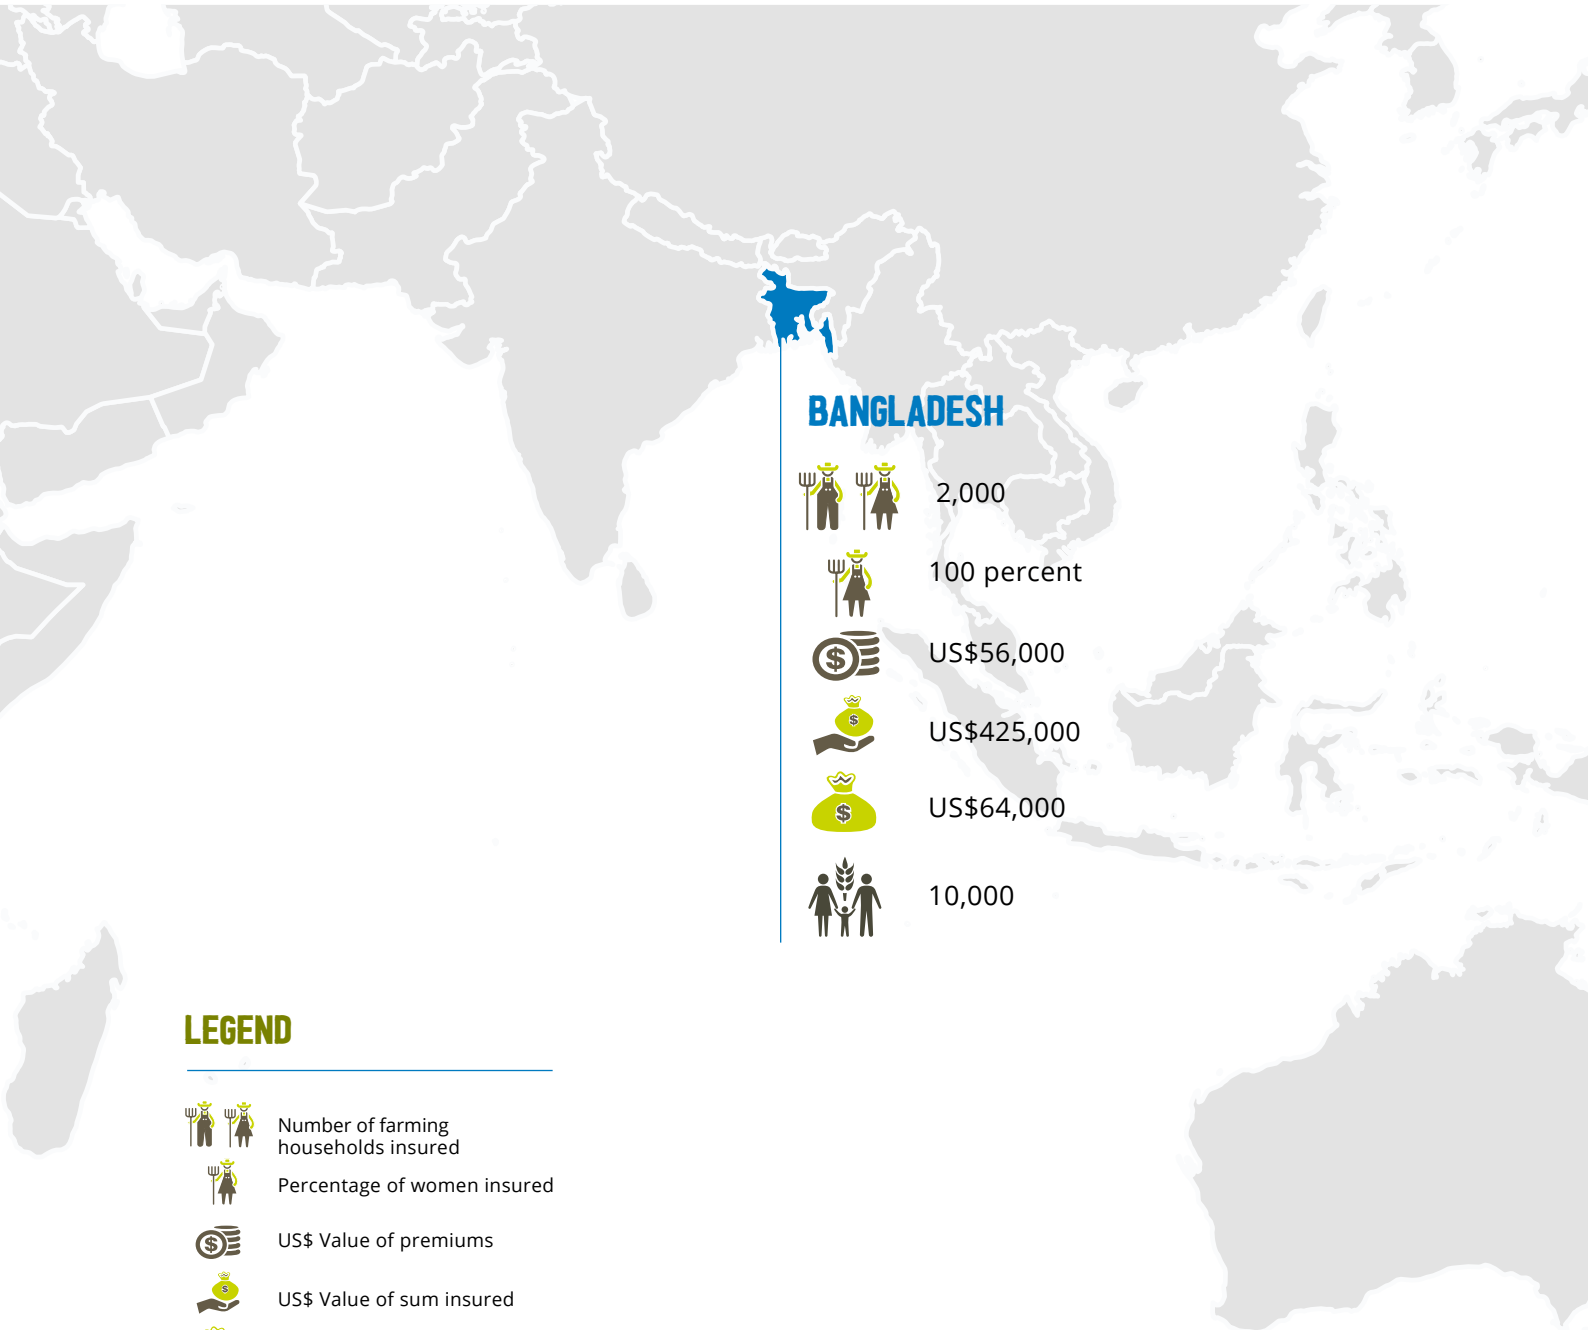 BANGLADESH
2,000
100 percent
US$56,000
US$425,000
US$64,000
10,000
LEGEND
Number of farming
households insured
Percentage of women insured
US$ Value of premiums
US$ Value of sum insured